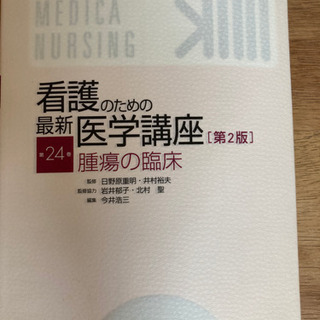 MEDICA
NURSING
看護のための
最新 医学講座 [第2版]
第24巻 腫瘍の臨床
監修 日野原重明・井村裕夫
監修協力 岩井郁子・北村 聖
編集 今井浩三